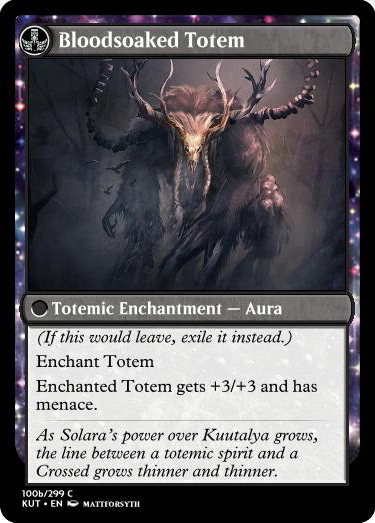 Bloodsoaked Totem
Totemic Enchantment — Aura
(If this would leave, exile it instead.)
Enchant Totem
Enchanted Totem gets +3/+3 and has
menace.
As Solara's power over Kuutalya grows,
the line between a totemic spirit and a
Crossed grows thinner and thinner.
100b/299 C
KUT • EN MATTFORSYTH